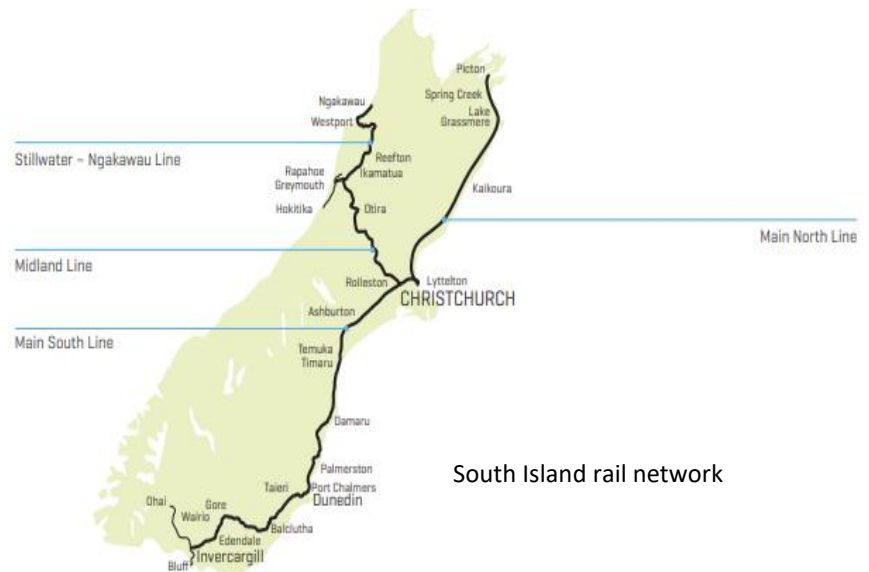 Picton
Spring Creek
Lake
Grassmere
Ngakawau
Westport
Stillwater – Ngakawau Line
Reefton
Ikamatua
Rapahoe
Greymouth
Hokitika
Otira
Kaikoura
Main North Line
Midland Line
Rolleston
Lyttelton
CHRISTCHURCH
Ashburton
Main South Line
Temuka
Timaru
Oamaru
Palmerston
South Island rail network
Port Chalmers
Taieri
Dunedin
Ohai
Wairio
Gore
Balclutha
Edendale
Invercargill
Bluff